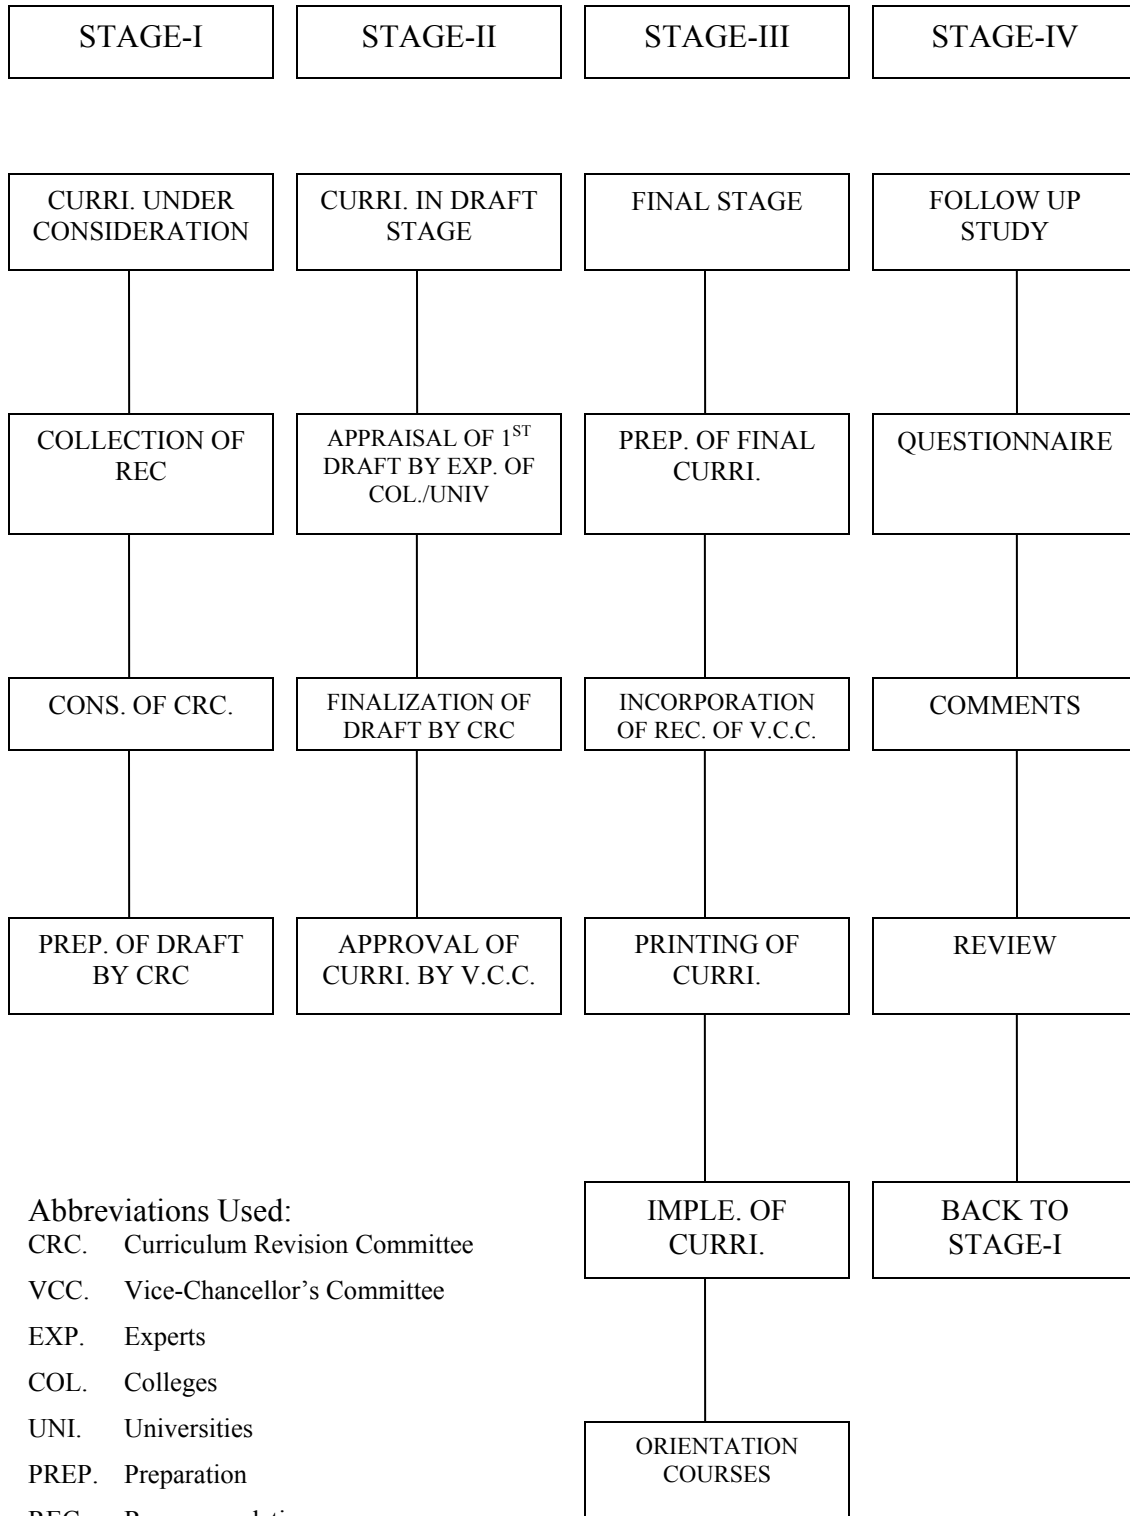 STAGE-I
STAGE-II
STAGE-III
STAGE-IV
CURRI. UNDER
CONSIDERATION
CURRI. IN DRAFT
STAGE
FINAL STAGE
FOLLOW UP
STUDY
COLLECTION OF
REC
APPRAISAL OF 1ST
DRAFT BY EXP. OF
COL./UNIV
PREP. OF FINAL
CURRI.
QUESTIONNAIRE
CONS. OF CRC.
FINALIZATION OF
DRAFT BY CRC
INCORPORATION
OF REC. OF V.C.C.
COMMENTS
PREP. OF DRAFT
BY CRC
APPROVAL OF
CURRI. BY V.C.C.
PRINTING OF
CURRI.
REVIEW
IMPLE. OF
CURRI.
BACK TO
STAGE-I
Abbreviations Used:
CRC. Curriculum Revision Committee
VCC. Vice-Chancellor’s Committee
EXP. Experts
COL. Colleges
UNI. Universities
PREP. Preparation
ORIENTATION
COURSES